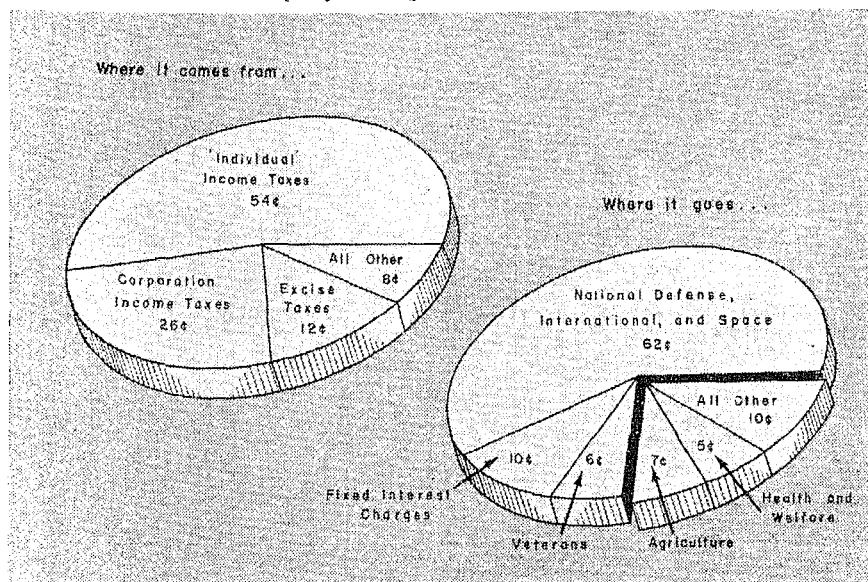 Where it comes from...
Individual
Income Taxes
54¢
All Other
8¢
Corporation
Income Taxes
26¢
Excise
Taxes
12¢
Where it goes...
National Defense,
International, and Space
62¢
All Other
10¢
5¢
7¢
6¢
10¢
Fixed Interest
Charges
Veterans
Agriculture
Health and
Welfare